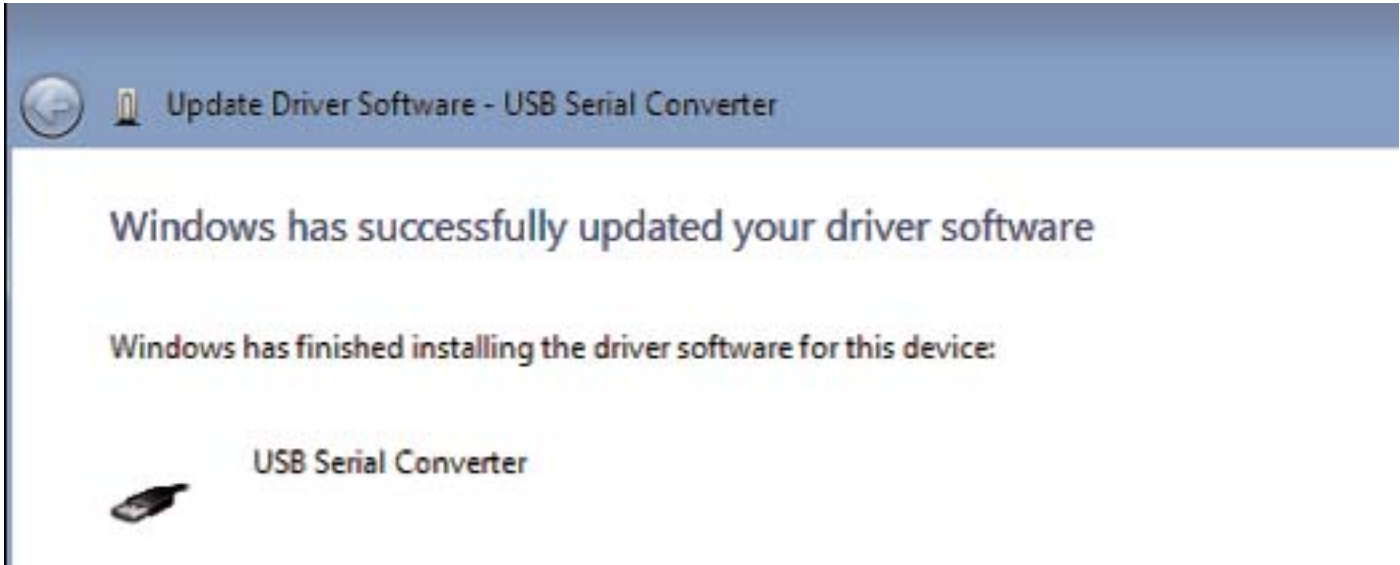 Update Driver Software - USB Serial Converter
Windows has successfully updated your driver software
Windows has finished installing the driver software for this device:
USB Serial Converter